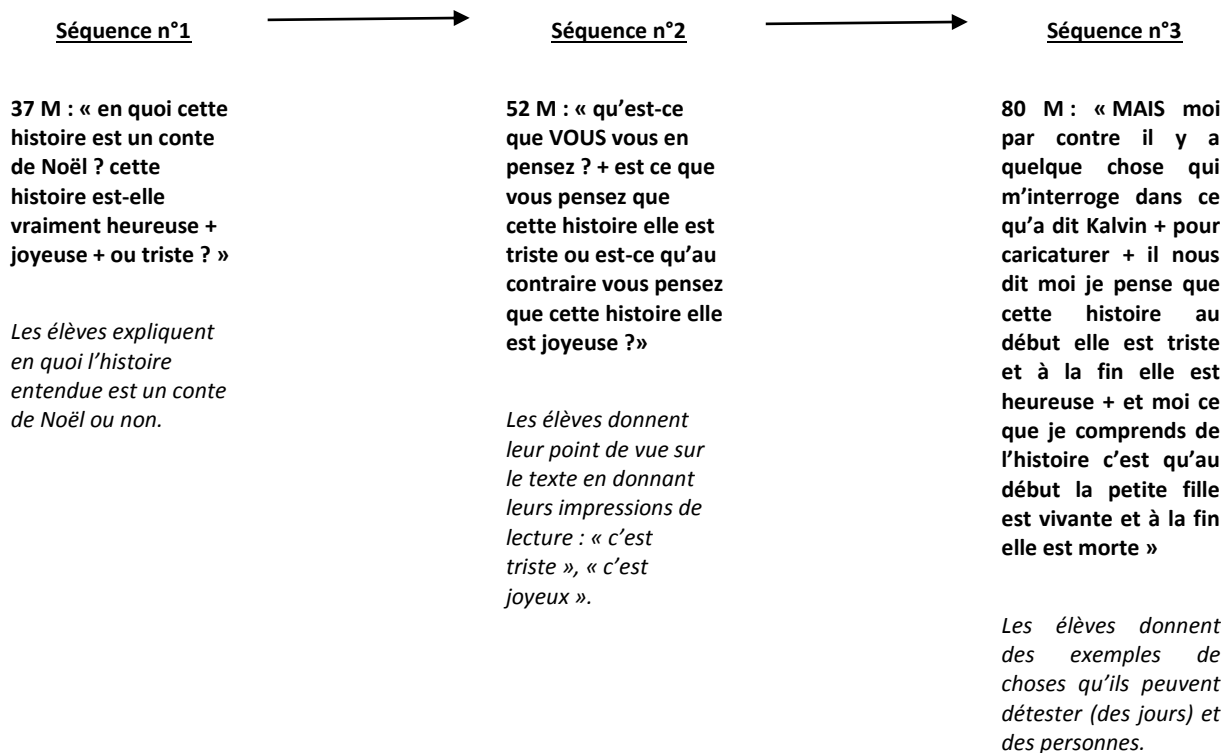 Séquence n°1
37 M : « en quoi cette
histoire est un conte
de Noël ? cette
histoire est-elle
vraiment heureuse +
joyeuse + ou triste ? »
Les élèves expliquent
en quoi l’histoire
entendue est un conte
de Noël ou non.
Séquence n°2
52 M : « qu’est-ce
que VOUS vous en
pensez ? + est ce que
vous pensez que
cette histoire elle est
triste ou est-ce qu’au
contraire vous pensez
que cette histoire elle
est joyeuse ?»
Les élèves donnent
leur point de vue sur
le texte en donnant
leurs impressions de
lecture : « c’est
triste », « c’est
joyeux ».
Séquence n°3
80 M : « MAIS moi
par contre il y a
quelque chose qui
m’interroge dans ce
qu’a dit Kalvin + pour
caricaturer + il nous
dit moi je pense que
cette histoire au
début elle est triste
et à la fin elle est
heureuse + et moi ce
que je comprends de
l’histoire c’est qu’au
début la petite fille
est vivante et à la fin
elle est morte »
Les élèves donnent
des exemples de
choses qu’ils peuvent
détester (des jours) et
des personnes.